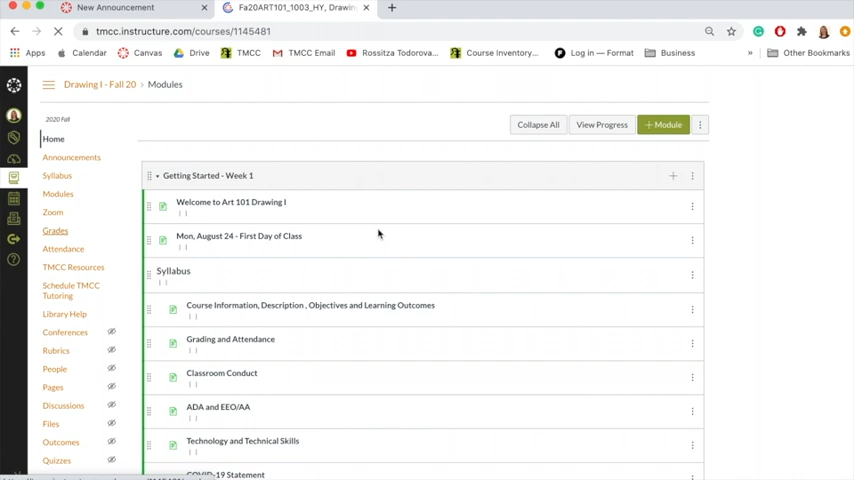 New Announcement
Fa20ART101_1003_HY, Drawin
tmcc.instructure.com/courses/1145481
Apps
Calendar
Canvas
Drive
TMCC
TMCC Email
Rossitza Todorova...
Course Inventory...
Log in — Format
Business
»
Other Bookmarks
Drawing I - Fall 20 › Modules
2020 Fall
Home
Announcements
Syllabus
Modules
Zoom
Grades
Attendance
TMCC Resources
Schedule TMCC
Tutoring
Library Help
Conferences
Rubrics
People
Pages
Discussions
Files
Outcomes
Quizzes
Collapse All
View Progress
+ Module
Getting Started - Week 1
Welcome to Art 101 Drawing I
Mon, August 24 - First Day of Class
Syllabus
Course Information, Description , Objectives and Learning Outcomes
Grading and Attendance
Classroom Conduct
ADA and EEO/AA
Technology and Technical Skills
COVID-19 Statement